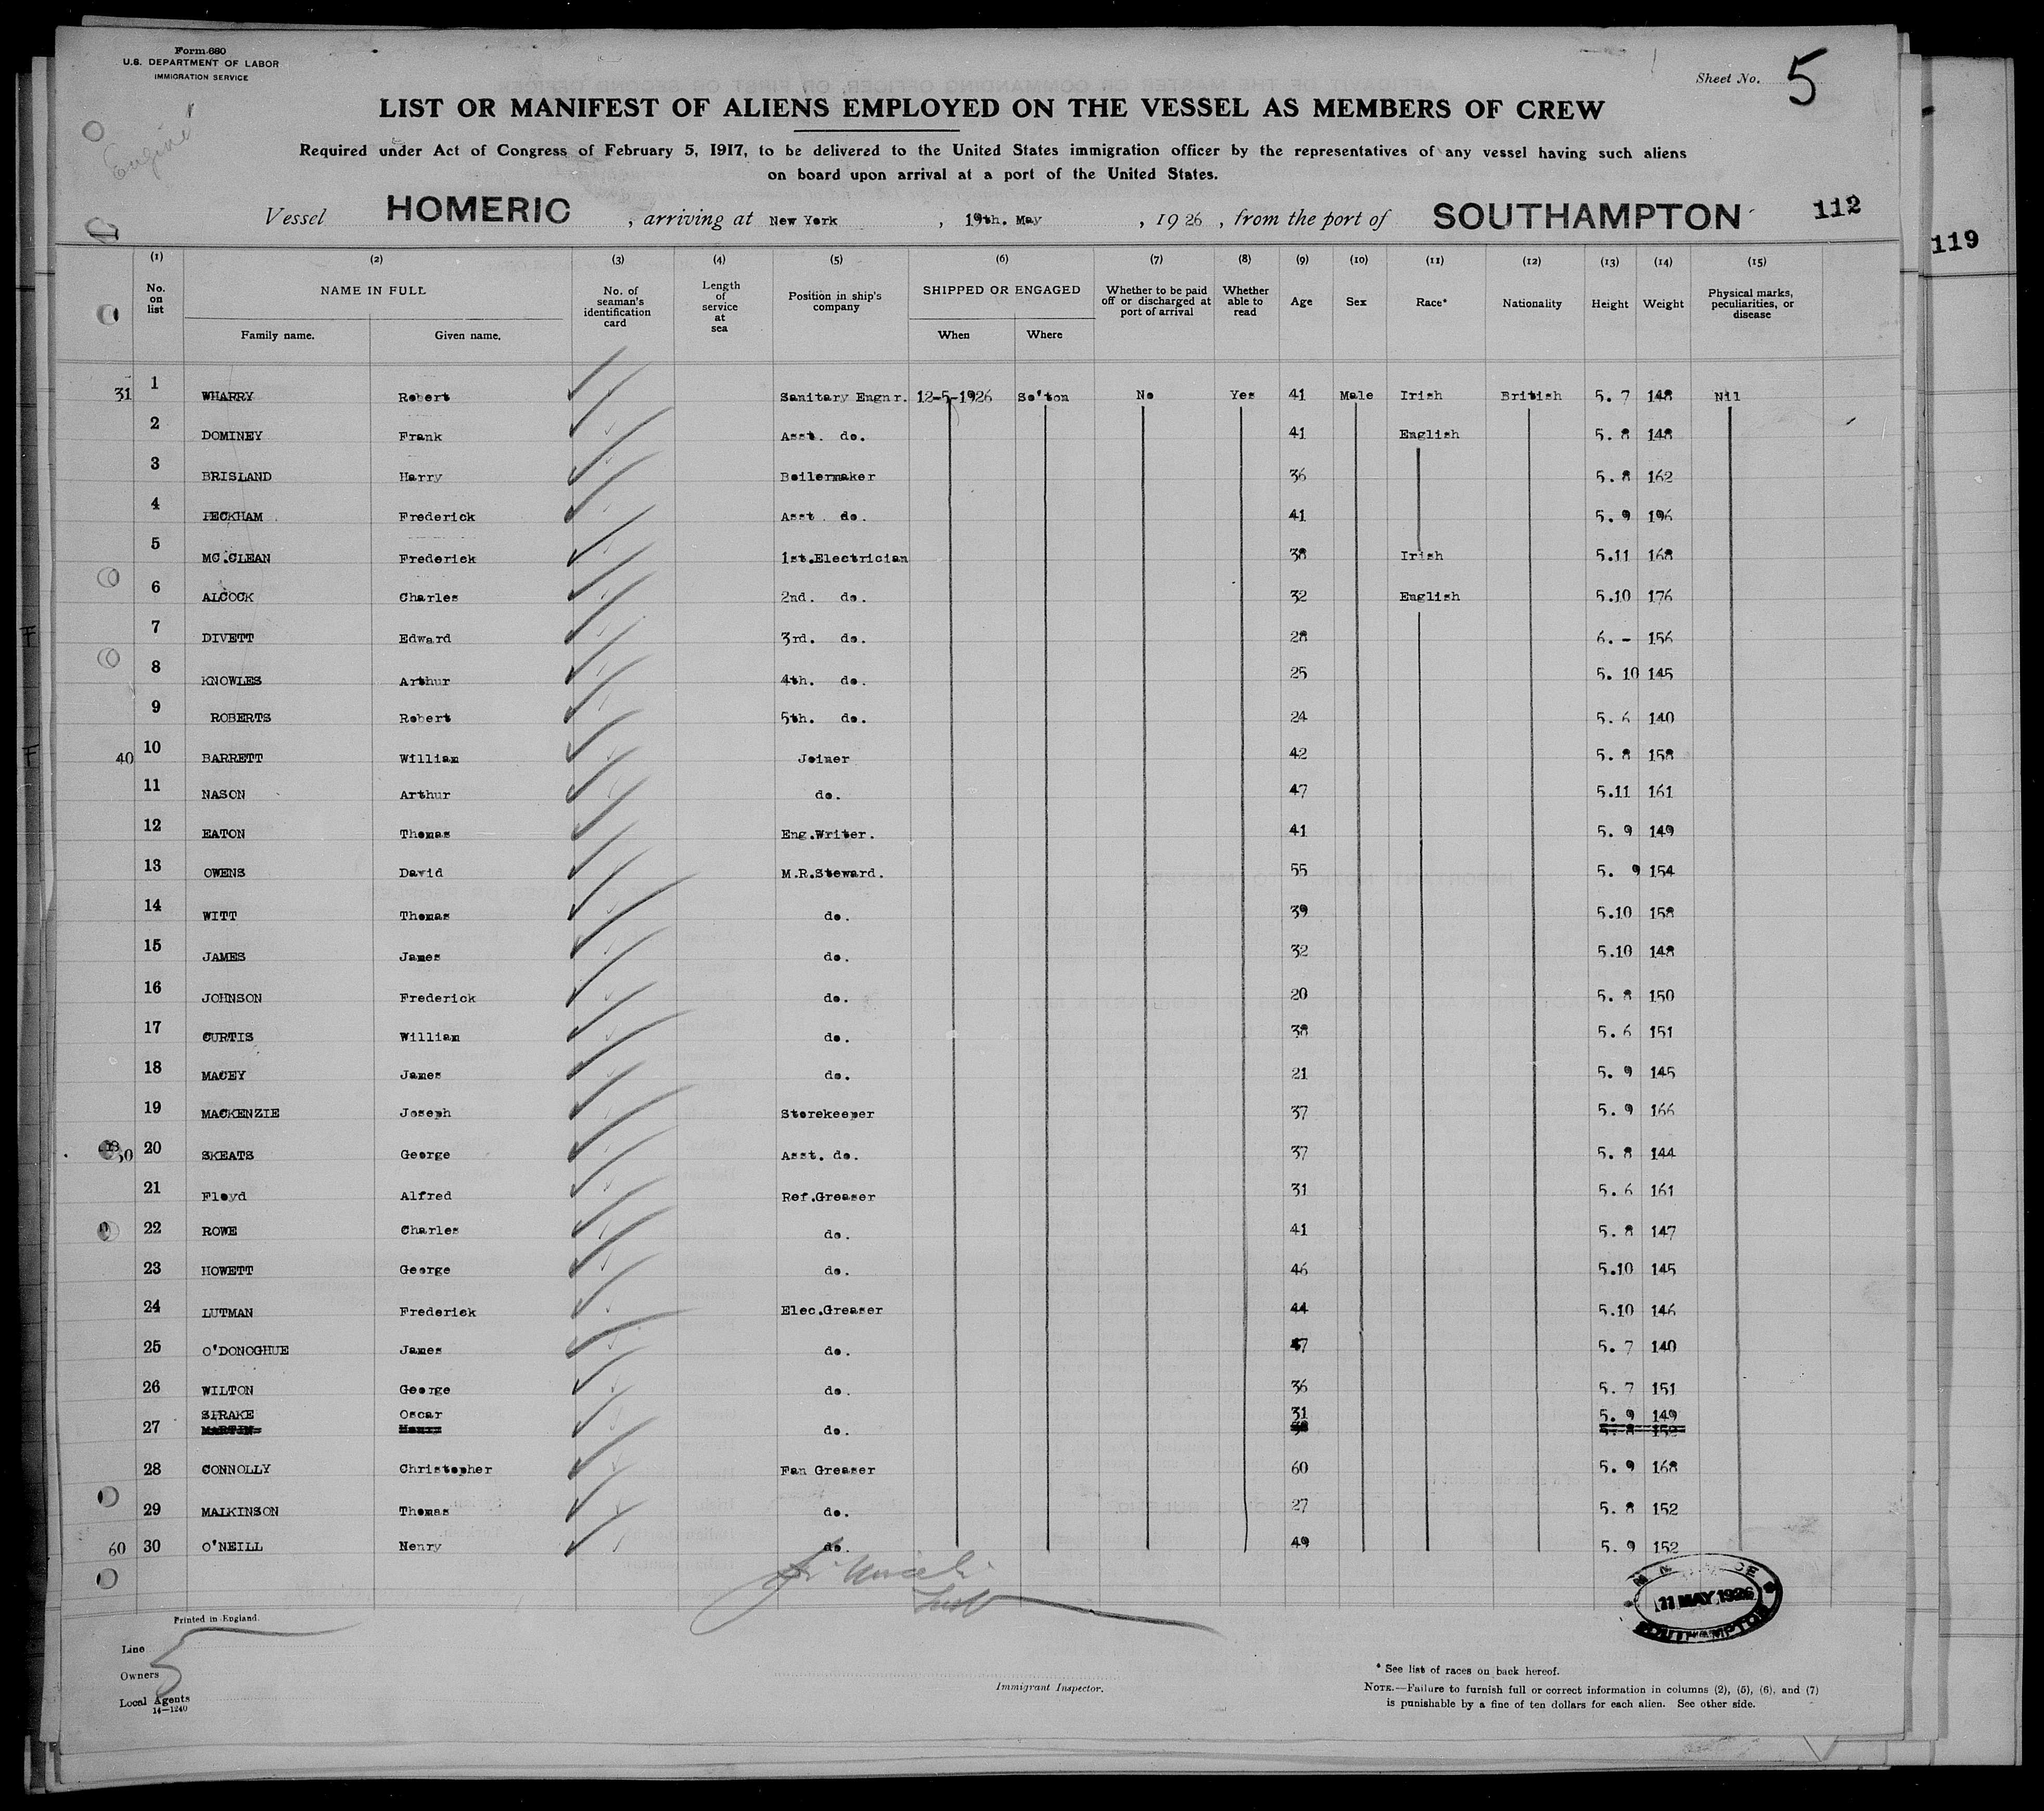 Form 680
U.S. DEPARTMENT OF LABOR
IMMIGRATION SERVICE
Sheet No. 5
Engine
LIST OR MANIFEST OF ALIENS EMPLOYED ON THE VESSEL AS MEMBERS OF CREW
Required under Act of Congress of February 5, 1917, to be delivered to the United States immigration officer by the representatives of any vessel having such aliens
on board upon arrival at a port of the United States.
Vessel HOMERIC, arriving at New York, 19th. May, 1926, from the port of SOUTHAMPTON 112
119
(1) (2) (3) (4) (5) (6) (7) (8) (9) (10) (11) (12) (13) (14) (15)
No. on list NAME IN FULL Family name. Given name. No. of seaman's identification card Length of service at sea Position in ship's company SHIPPED OR ENGAGED When Where Whether to be paid off or discharged at port of arrival Whether able to read Age Sex Race* Nationality Height Weight Physical marks, peculiarities, or disease
31 1 WHARRY Robert Sanitary Engnr. 12-5-1926 So'ton No Yes 41 Male Irish British 5. 7 148 Nil
2 DOMINEY Frank Asst. do. 41 English 5. 8 148
3 BRISLAND Harry Boilermaker 36 5. 8 162
4 PECKHAM Frederick Asst do. 41 5. 9 196
5 MC.CLEAN Frederick 1st.Electrician 38 Irish 5.11 168
6 ALCOCK Charles 2nd. do. 32 English 5.10 176
7 DIVETT Edward 3rd. do. 28 6. - 156
8 KNOWLES Arthur 4th. do. 25 5. 10 145
9 ROBERTS Robert 5th. do. 24 5. 6 140
40 10 BARRETT William Joiner 42 5. 8 158
11 NASON Arthur do. 47 5.11 161
12 EATON Thomas Eng.Writer. 41 5. 9 149
13 OWENS David M.R.Steward. 55 5. 9 154
14 WITT Thomas do. 39 5.10 158
15 JAMES James do. 32 5.10 148
16 JOHNSON Frederick do. 20 5. 8 150
17 CURTIS William do. 38 5. 6 151
18 MACEY James do. 21 5. 9 145
19 MACKENZIE Joseph Storekeeper 37 5. 9 166
50 20 SKEATS George Asst. do. 37 5. 8 144
21 Floyd Alfred Ref.Greaser 31 5. 6 161
22 ROWE Charles do. 41 5. 8 147
23 HOWETT George do. 46 5.10 145
24 LUTMAN Frederick Elec.Greaser 44 5.10 146
25 O'DONOGHUE James do. 47 5. 7 140
26 WILTON George do. 36 5. 7 151
SIRAKE Oscar 31 5. 9 149
27 MARTIN Henry do. 38 5. 8 152
28 CONNOLLY Christopher Fan Greaser 60 5. 9 168
29 MALKINSON Thomas do. 27 5. 8 152
60 30 O'NEILL Henry do. 49 5. 9 152
11 MAY 1926
SOUTHAMPTON
Printed in England.
Line
Owners
Local Agents
14—1240
5
Immigrant Inspector.
* See list of races on back hereof.
NOTE.—Failure to furnish full or correct information in columns (2), (5), (6), and (7)
is punishable by a fine of ten dollars for each alien. See other side.